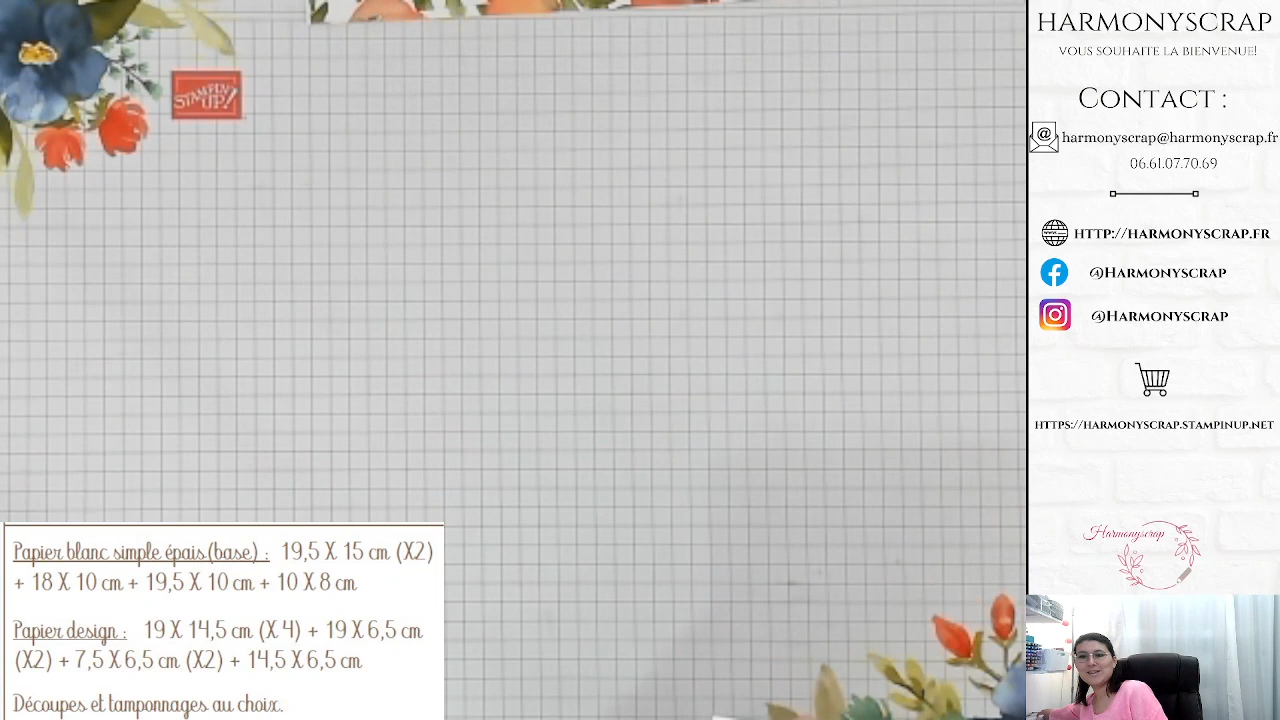 STAMPIN' UP!
Papier blanc simple épais (base) : 19,5 X 15 cm (X2)
+ 18 X 10 cm + 19,5 X 10 cm + 10 X 8 cm
Papier design : 19 X 14,5 cm (X 4) + 19 X 6,5 cm
(X2) + 7,5 X 6,5 cm (X2) + 14,5 X 6,5 cm
Découpes et tamponnages au choix.
HARMONYSCRAP
VOUS SOUHAITE LA BIENVENUE!
CONTACT :
@ harmonyscrap@harmonyscrap.fr
06.61.07.70.69
HTTP://HARMONYSCRAP.FR
@HARMONYSCRAP
@HARMONYSCRAP
HTTPS://HARMONYSCRAP.STAMPINUP.NET
Harmonyscrap